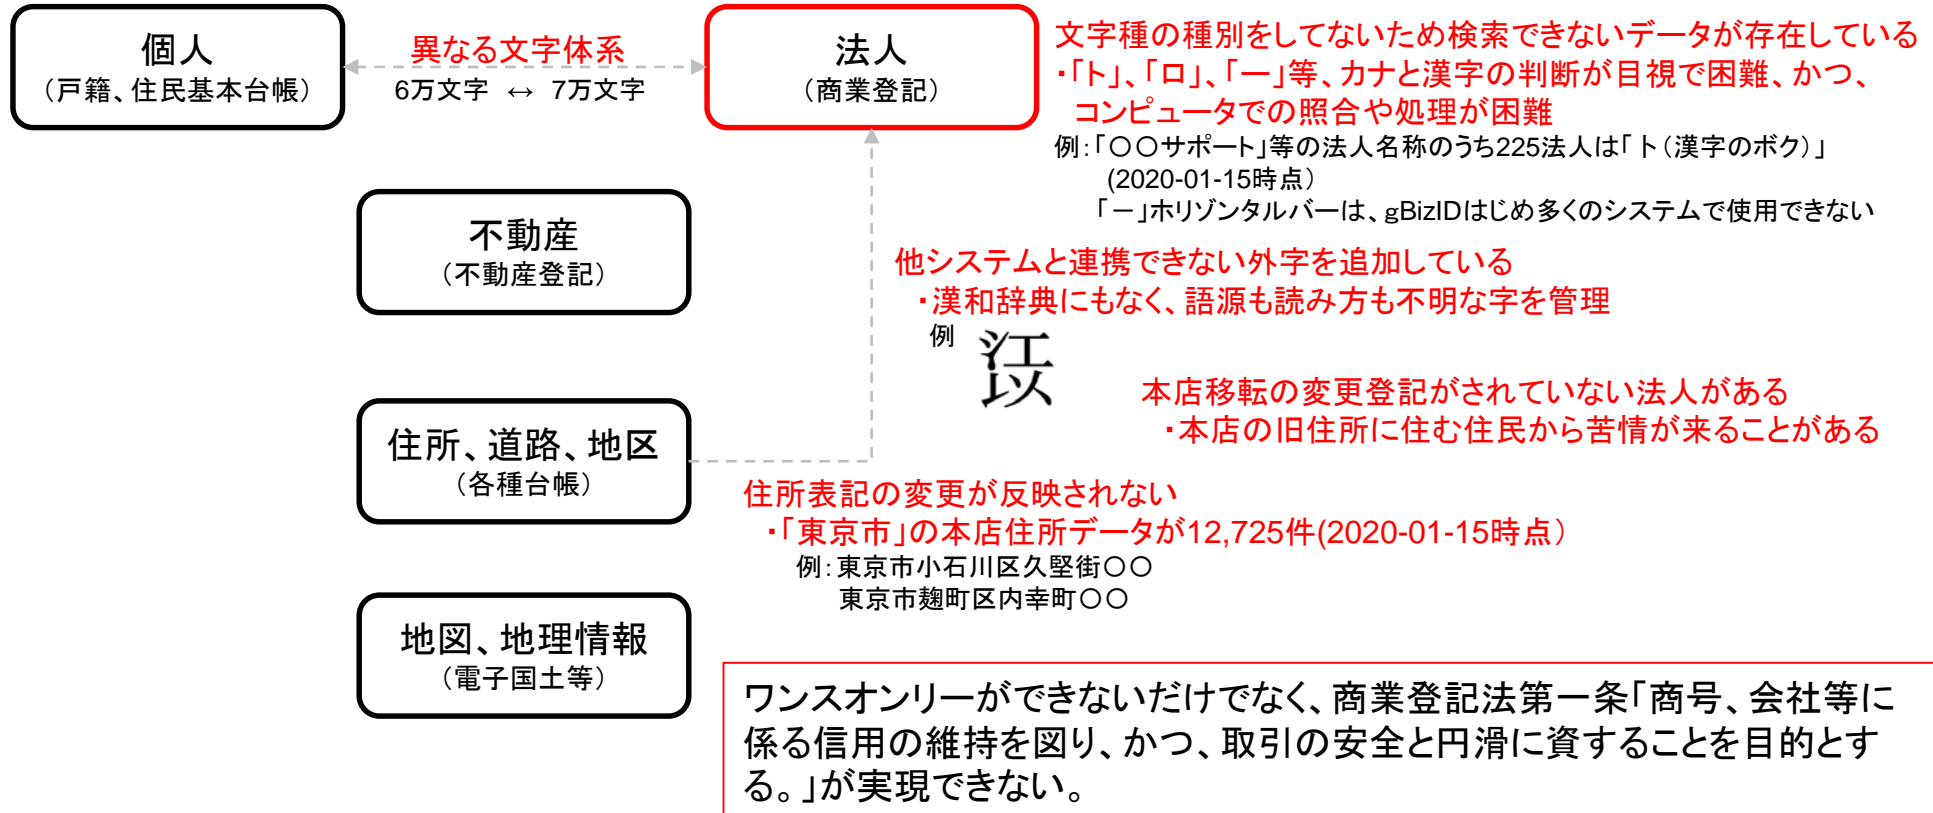 個人
（戸籍、住民基本台帳）
異なる文字体系
6万文字 ↔ 7万文字
法人
（商業登記）
文字種の種別をしてないため検索できないデータが存在している
・「ト」、「ロ」、「ー」等、カナと漢字の判断が目視で困難、かつ、
コンピュータでの照合や処理が困難
例：「〇〇サポート」等の法人名称のうち225法人は「卜（漢字のボク）」
(2020-01-15時点）
「―」ホリゾンタルバーは、gBizIDはじめ多くのシステムで使用できない
不動産
（不動産登記）
他システムと連携できない外字を追加している
・漢和辞典にもなく、語源も読み方も不明な字を管理
例
本店移転の変更登記がされていない法人がある
・本店の旧住所に住む住民から苦情が来ることがある
住所、道路、地区
（各種台帳）
住所表記の変更が反映されない
・「東京市」の本店住所データが12,725件(2020-01-15時点）
例：東京市小石川区久堅街〇〇
東京市麹町区内幸町〇〇
地図、地理情報
（電子国土等）
ワンスオンリーができないだけでなく、商業登記法第一条「商号、会社等に
係る信用の維持を図り、かつ、取引の安全と円滑に資することを目的とす
る。」が実現できない。